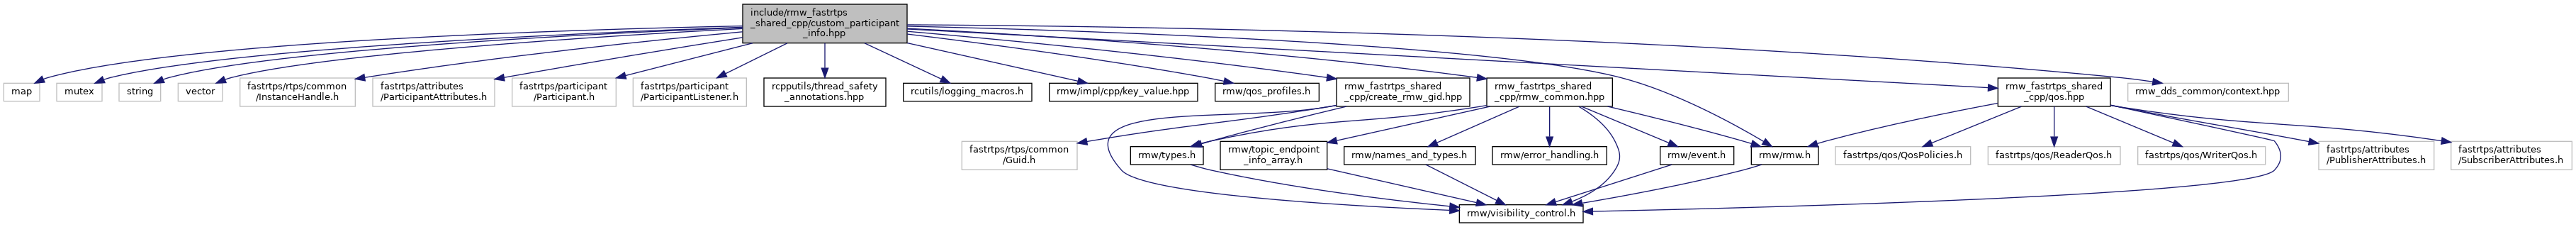 include/rmw_fastrtps
_shared_cpp/custom_participant
_info.hpp
map
mutex
string
vector
fastrtps/rtps/common
/InstanceHandle.h
fastrtps/attributes
/ParticipantAttributes.h
fastrtps/participant
/Participant.h
fastrtps/participant
/ParticipantListener.h
rcpputils/thread_safety
_annotations.hpp
rcutils/logging_macros.h
rmw/impl/cpp/key_value.hpp
rmw/qos_profiles.h
rmw_fastrtps_shared
_cpp/create_rmw_gid.hpp
rmw_fastrtps_shared
_cpp/rmw_common.hpp
rmw_fastrtps_shared
_cpp/qos.hpp
rmw_dds_common/context.hpp
fastrtps/rtps/common
/Guid.h
rmw/types.h
rmw/topic_endpoint
_info_array.h
rmw/names_and_types.h
rmw/error_handling.h
rmw/event.h
rmw/rmw.h
fastrtps/qos/QosPolicies.h
fastrtps/qos/ReaderQos.h
fastrtps/qos/WriterQos.h
fastrtps/attributes
/PublisherAttributes.h
fastrtps/attributes
/SubscriberAttributes.h
rmw/visibility_control.h